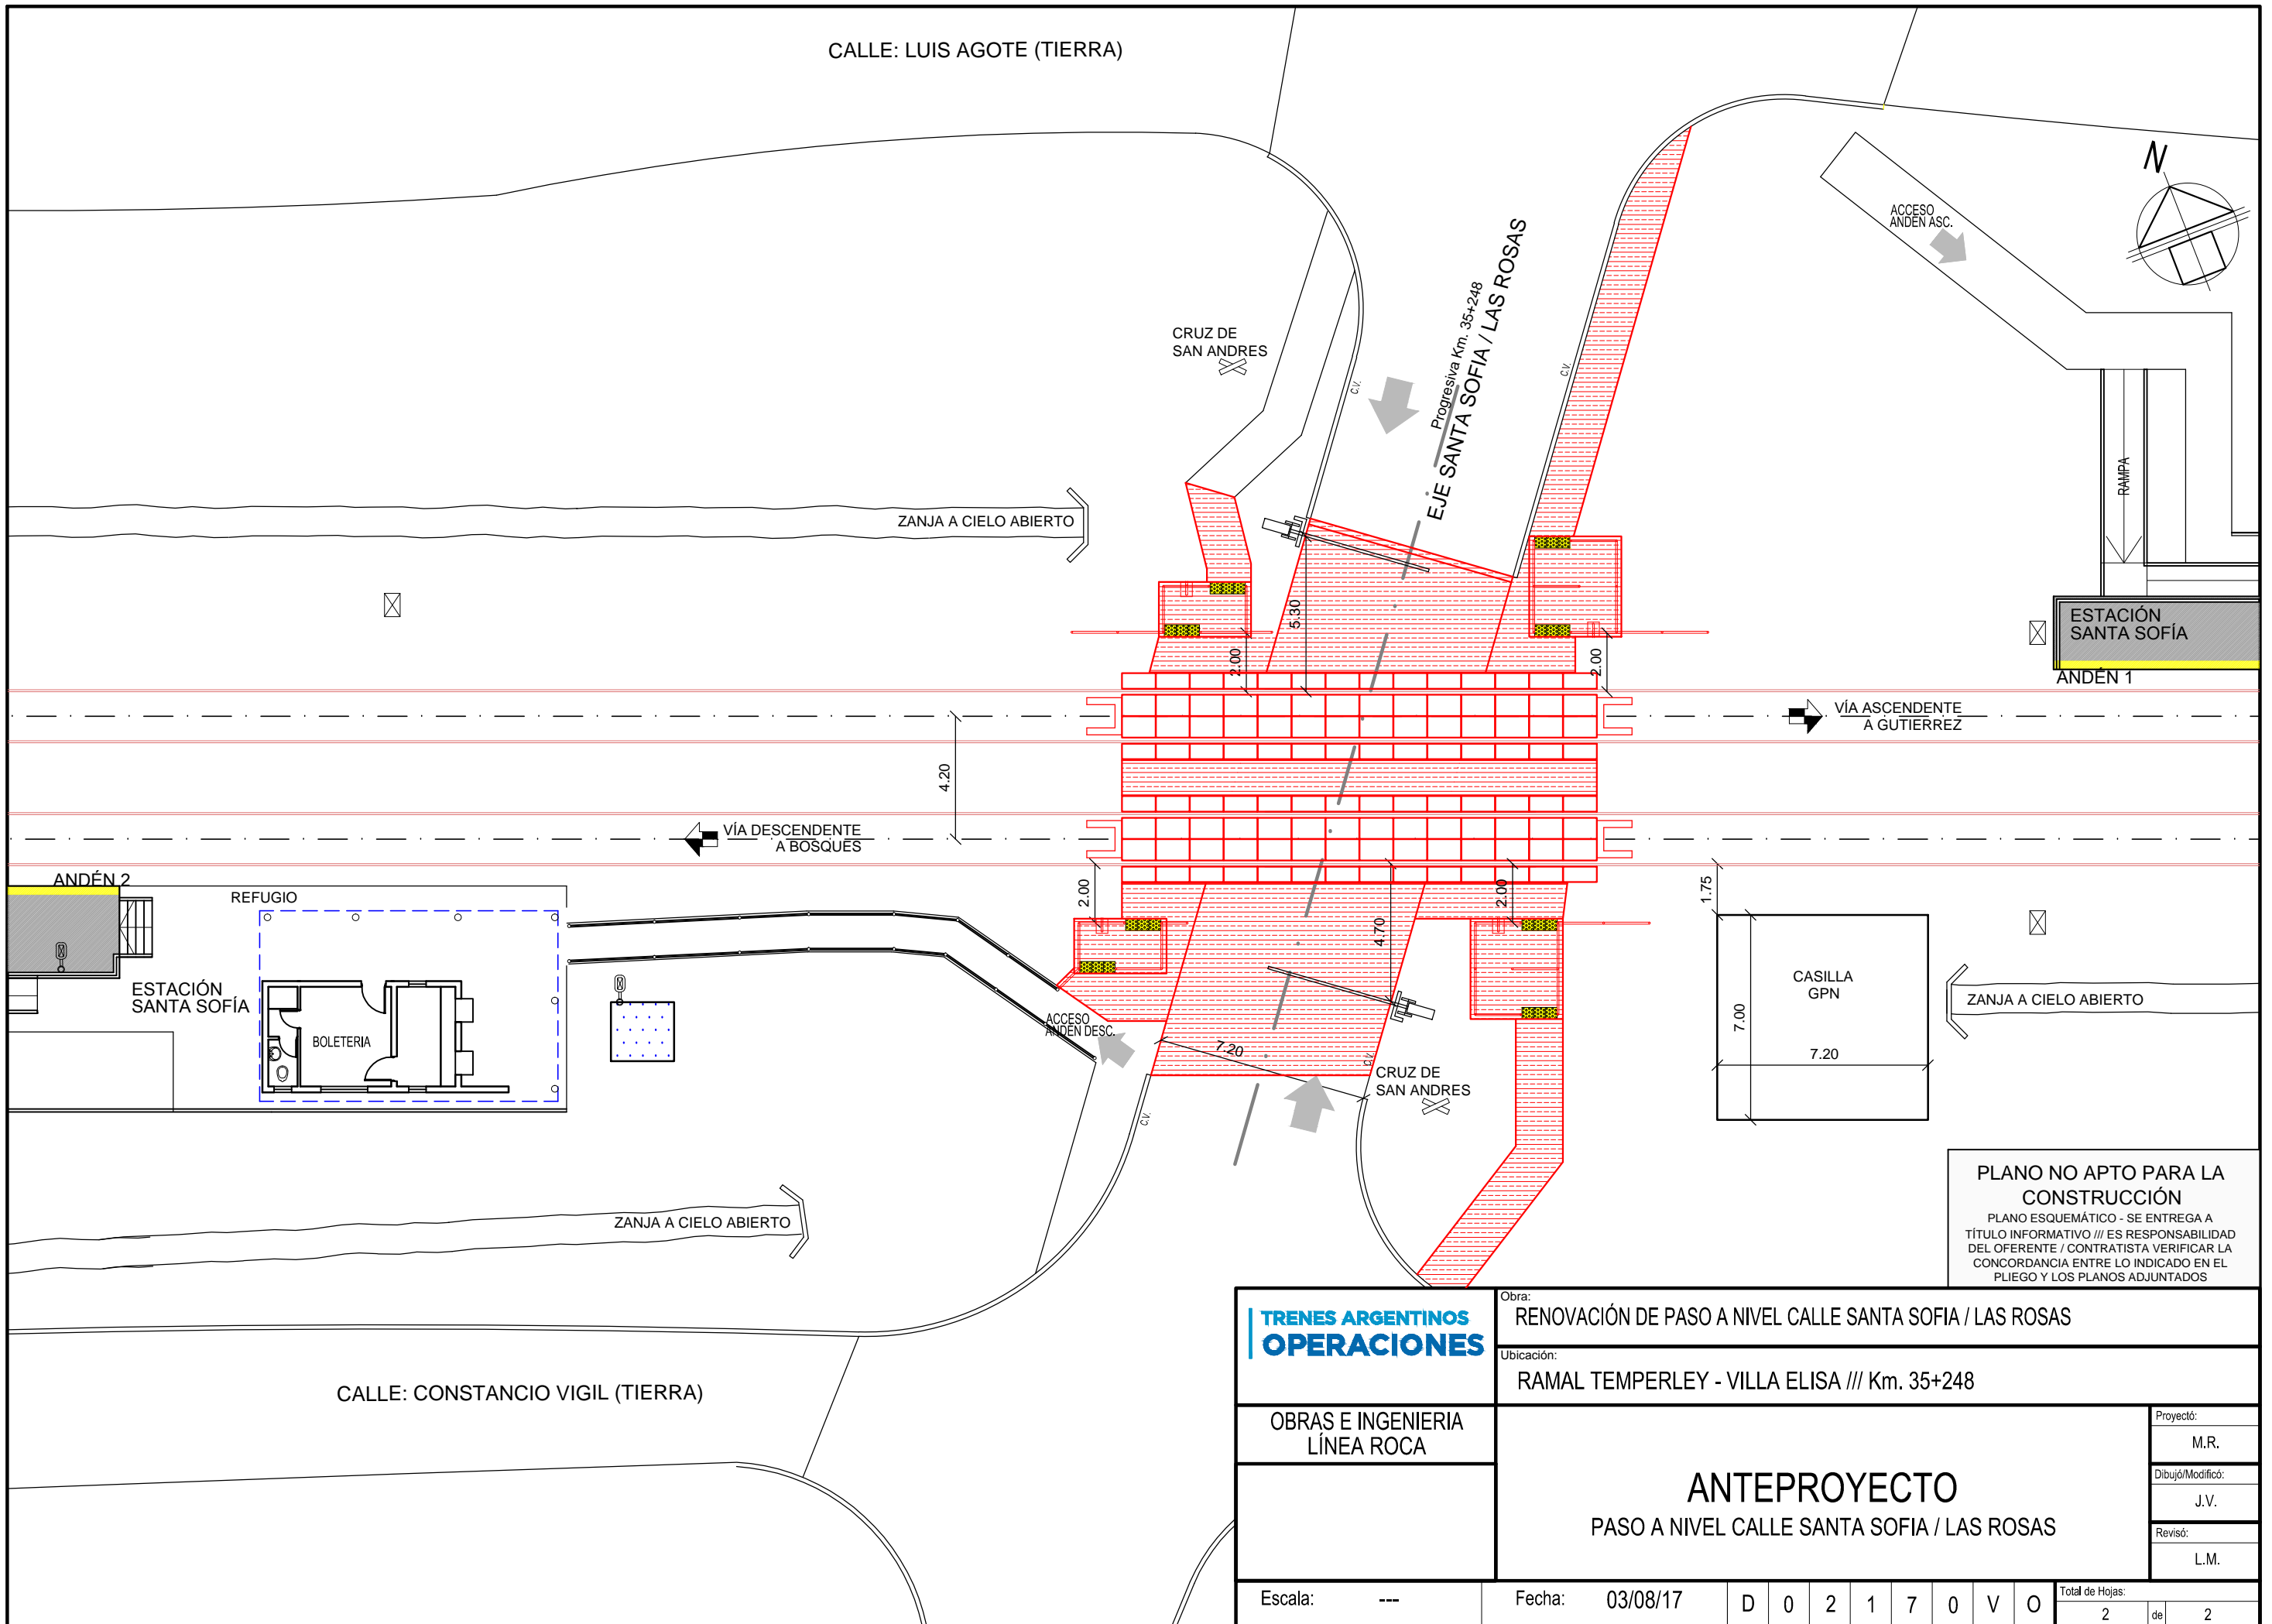 CALLE: LUIS AGOTE (TIERRA)
N
ACCESO
ANDÉN ASC.
CRUZ DE
SAN ANDRES
Progresiva Km. 35+248
EJE SANTA SOFIA / LAS ROSAS
C.V.
C.V.
RAMPA
ZANJA A CIELO ABIERTO
5.30
2.00
2.00
ESTACIÓN
SANTA SOFÍA
ANDÉN 1
VÍA ASCENDENTE
A GUTIERREZ
4.20
VÍA DESCENDENTE
A BOSQUES
ANDÉN 2
REFUGIO
2.00
4.70
2.00
1.75
ESTACIÓN
SANTA SOFÍA
BOLETERIA
CASILLA
GPN
7.00
7.20
ZANJA A CIELO ABIERTO
ACCESO
ANDÉN DESC.
7.20
C.V.
CRUZ DE
SAN ANDRES
C.V.
ZANJA A CIELO ABIERTO
CALLE: CONSTANCIO VIGIL (TIERRA)
PLANO NO APTO PARA LA
CONSTRUCCIÓN
PLANO ESQUEMÁTICO - SE ENTREGA A
TÍTULO INFORMATIVO /// ES RESPONSABILIDAD
DEL OFERENTE / CONTRATISTA VERIFICAR LA
CONCORDANCIA ENTRE LO INDICADO EN EL
PLIEGO Y LOS PLANOS ADJUNTADOS
TRENES ARGENTINOS
OPERACIONES
Obra:
RENOVACIÓN DE PASO A NIVEL CALLE SANTA SOFIA / LAS ROSAS
Ubicación:
RAMAL TEMPERLEY - VILLA ELISA /// Km. 35+248
OBRAS E INGENIERIA
LÍNEA ROCA
ANTEPROYECTO
PASO A NIVEL CALLE SANTA SOFIA / LAS ROSAS
Proyectó:
M.R.
Dibujó/Modificó:
J.V.
Revisó:
L.M.
Escala: ---
Fecha: 03/08/17
D 0 2 1 7 0 V O
Total de Hojas:
2 de 2